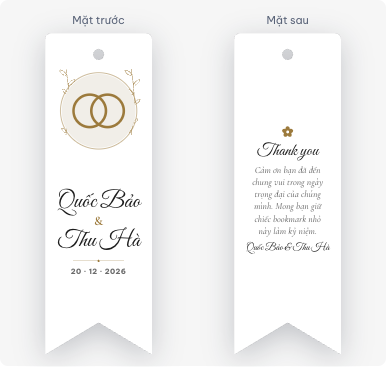 Mặt trước
Quốc Bảo
&
Thu Hà
20 · 12 · 2026
Mặt sau
Thank you
Cảm ơn bạn đã đến
chung vui trong ngày
trọng đại của chúng
mình. Mong bạn giữ
chiếc bookmark nhỏ
này làm kỷ niệm.
Quốc Bảo & Thu Hà